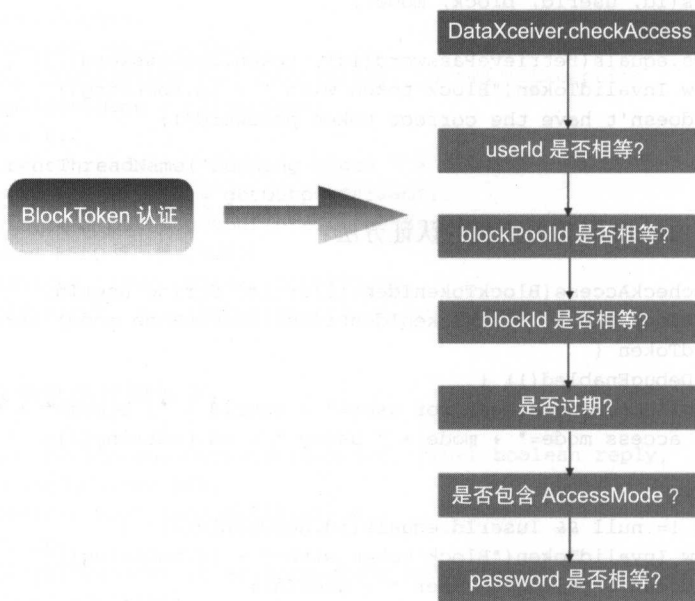 DataXceiver.checkAccess
userId 是否相等?
BlockToken 认证
blockPoolId 是否相等?
blockId 是否相等?
是否过期?
是否包含 AccessMode ?
password 是否相等?